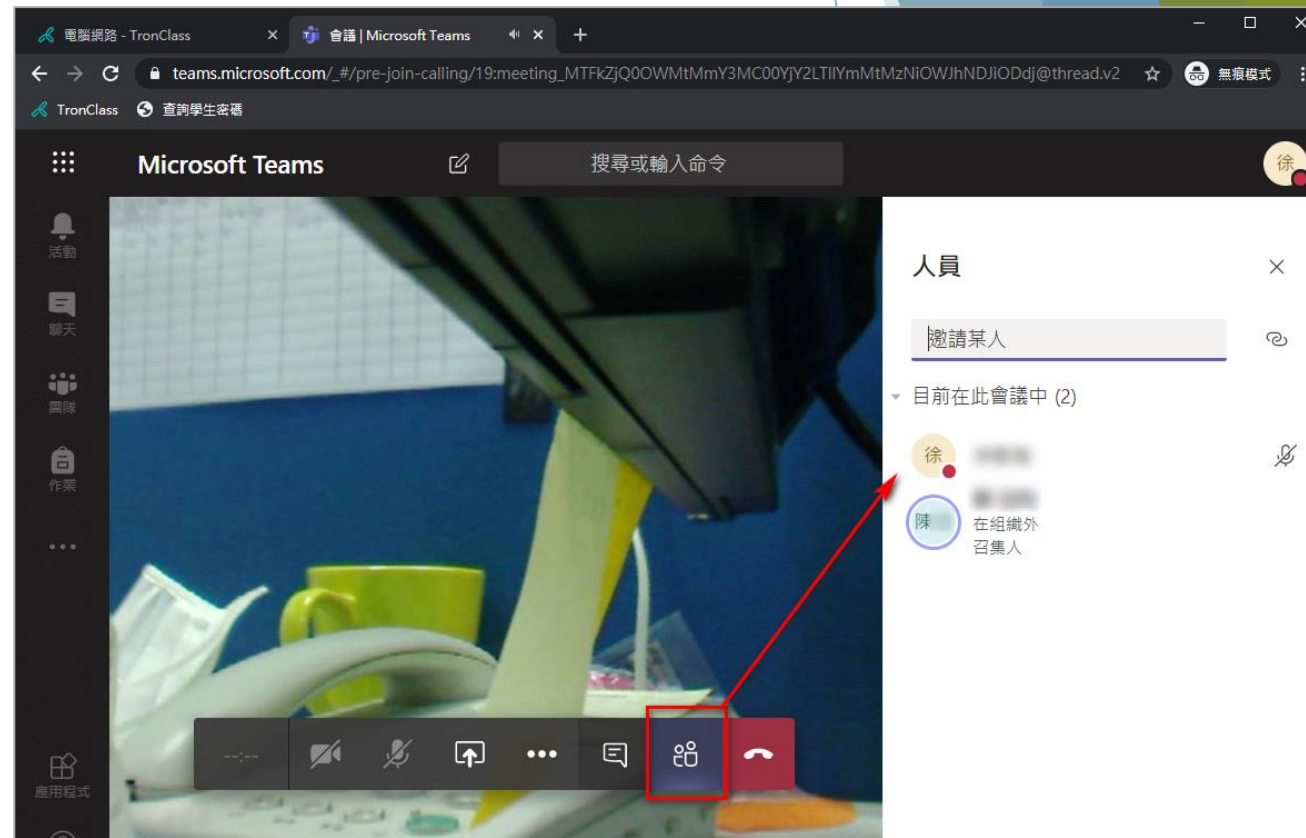 電腦網路 - TronClass
會議 | Microsoft Teams
teams.microsoft.com/_#/pre-join-calling/19:meeting_MTFkZjQ0OWMtMmY3MC00YjY2LTllYmMtMzNiOWJhNDJiODdj@thread.v2
無痕模式
TronClass
查詢學生密碼
Microsoft Teams
搜尋或輸入命令
徐
活動
聊天
團隊
作業
應用程式
人員
邀請某人
目前在此會議中 (2)
徐
陳
在組織外
召集人
--:--